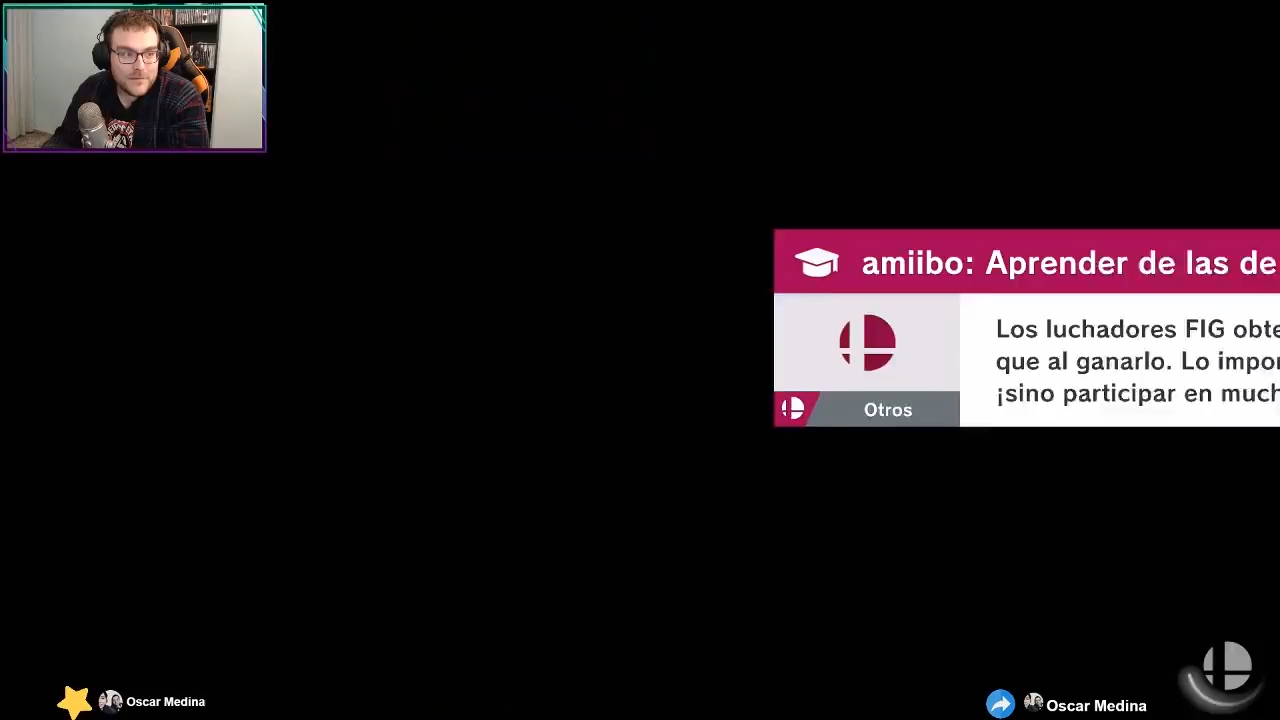 amiibo: Aprender de las de
Los luchadores FIG obte
que al ganarlo. Lo impor
¡sino participar en much
Otros
Oscar Medina
Oscar Medina